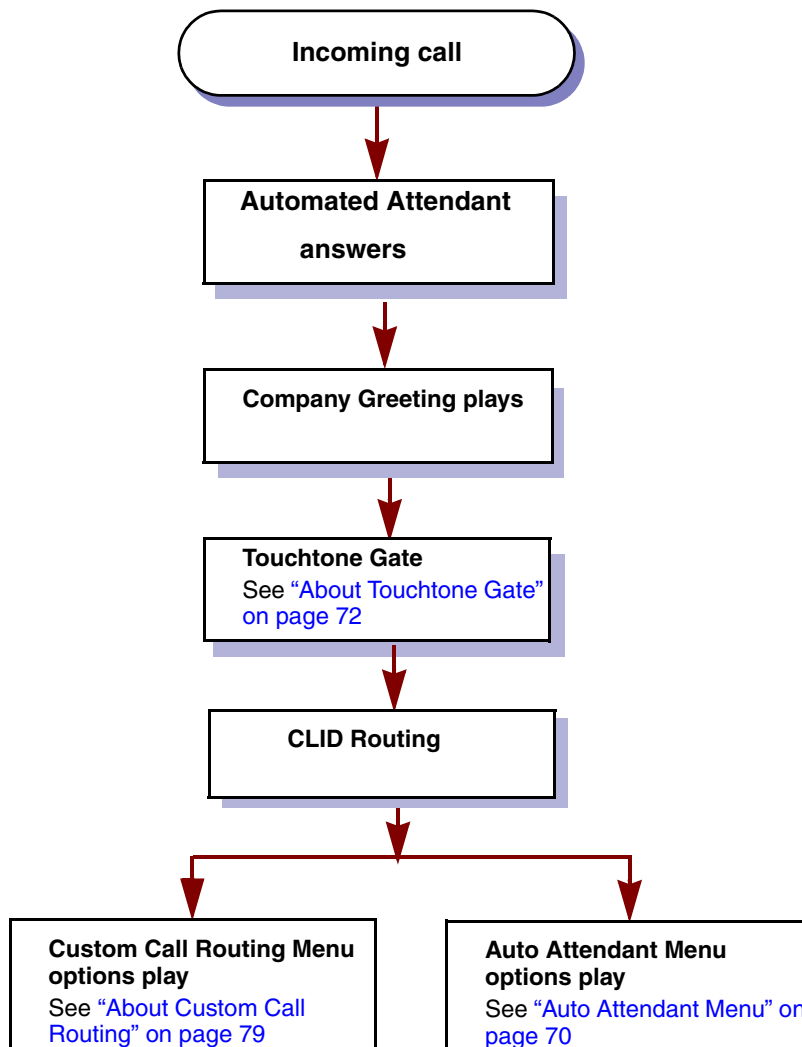 Incoming call
Automated Attendant
answers
Company Greeting plays
Touchtone Gate
See “About Touchtone Gate”
on page 72
CLID Routing
Custom Call Routing Menu
options play
See “About Custom Call
Routing” on page 79
Auto Attendant Menu
options play
See “Auto Attendant Menu” on
page 70